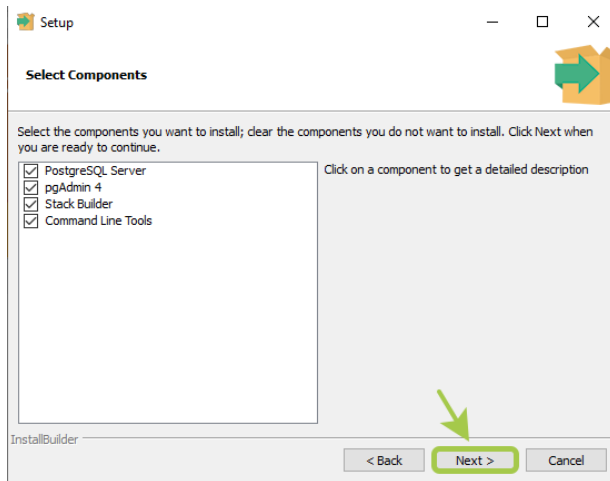 Setup
Select Components
Select the components you want to install; clear the components you do not want to install. Click Next when
you are ready to continue.
PostgreSQL Server
pgAdmin 4
Stack Builder
Command Line Tools
Click on a component to get a detailed description
InstallBuilder
< Back
Next >
Cancel